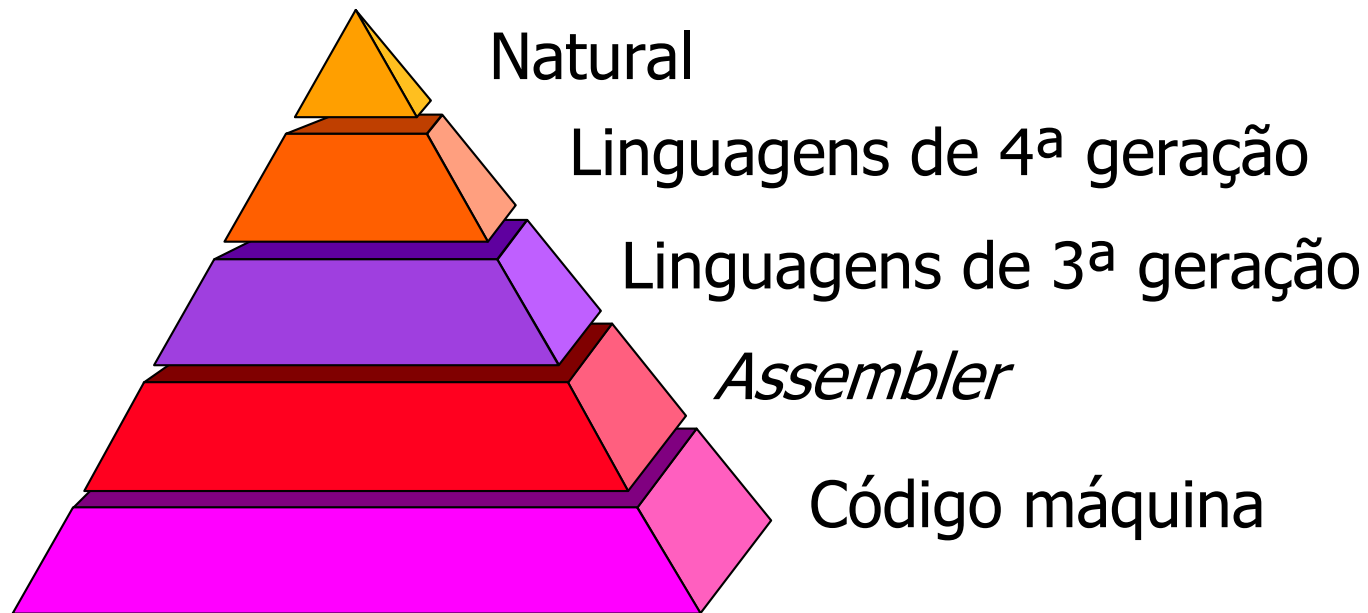 Natural
Linguagens de 4ª geração
Linguagens de 3ª geração
Assembler
Código máquina